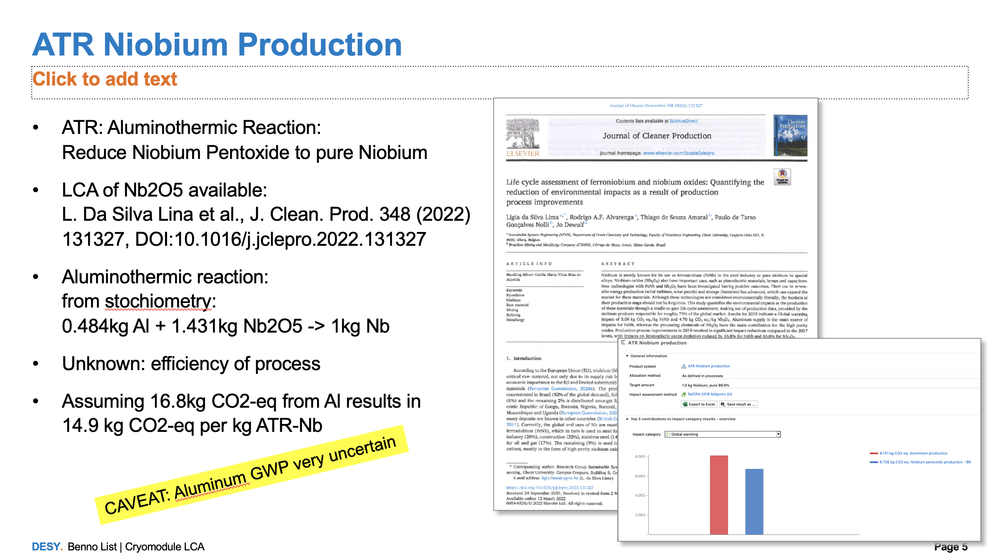 ATR Niobium Production
Click to add text
• ATR: Aluminothermic Reaction:
Reduce Niobium Pentoxide to pure Niobium
• LCA of Nb2O5 available:
L. Da Silva Lina et al., J. Clean. Prod. 348 (2022)
131327, DOI:10.1016/j.jclepro.2022.131327
• Aluminothermic reaction:
from stochiometry:
0.484kg Al + 1.431kg Nb2O5 -> 1kg Nb
• Unknown: efficiency of process
• Assuming 16.8kg CO2-eq from Al results in
14.9 kg CO2-eq per kg ATR-Nb
CAVEAT: Aluminum GWP very uncertain
Journal of Cleaner Production 348 (2022) 131327
Contents lists available at ScienceDirect
Journal of Cleaner Production
journal homepage: www.elsevier.com/locate/jclepro
ELSEVIER
Cleaner
Production
Check for
updates
Life cycle assessment of ferroniobium and niobium oxides: Quantifying the
reduction of environmental impacts as a result of production
process improvements
Lígia da Silva Lima a,*, Rodrigo A.F. Alvarenga a, Thiago de Souza Amaral b, Paulo de Tarso
Gonçalves Nolli b, Jo Dewulf a
a Sustainable Systems Engineering (STEN), Department of Green Chemistry and Technology, Faculty of Bioscience Engineering, Ghent University, Coupure Links 653, B,
9000, Ghent, Belgium
b Brazilian Mining and Metallurgy Company (CBMM), Córrego da Mata, Araxá, Minas Gerais, Brazil
ARTICLE INFO
Handling Editor: Cecilia Maria Villas Bôas de
Almeida
Keywords
Pyrochlore
Niobium
Raw material
Mining
Refining
Metallurgy
ABSTRACT
Niobium is mostly known for its use as ferroniobium (FeNb) in the steel industry or pure niobium in special
alloys. Niobium oxides (Nb₂O₅) also have important uses, such as piezoelectric materials, lenses and capacitors.
New technologies with FeNb and Nb₂O₅ have been investigated having positive outcomes. Their use in renew-
able energy production (wind turbines, solar panels) and storage (batteries) has advanced, which can expand the
market for these materials. Although these technologies are considered environmentally friendly, the burdens at
their production stage should not be forgotten. This study quantifies the environmental impacts at the production
of these materials through a cradle-to-gate life cycle assessment, making use of production data, provided by the
niobium producer responsible for roughly 75% of the global market. Results for 2019 indicate a Global warming
impact of 5.09 kg CO₂ eq./kg FeNb and 4.70 kg CO₂ eq./kg Nb₂O₅. Aluminum supply is the main source of
impacts for FeNb, whereas the processing chemicals of Nb₂O₅ have the main contribution for the high purity
oxides. Production process improvements in 2019 resulted in significant impact reductions compared to the 2017
levels, with impacts on Stratospheric ozone depletion reduced by 55.8% for FeNb and 65.6% for Nb₂O₅.
1. Introduction
According to the European Union (EU), niobium (N
critical raw material, not only due to its supply risk b
economic importance to the EU and limited substitutab
materials (European Commission, 2020a). The prod
concentrated in Brazil (92% of the global demand), fol
(6%) and the remaining 2% is distributed amongst R
cratic Republic of Congo, Rwanda, Nigeria, Burundi,
Mozambique and Uganda (European Commission, 202
many deposits are known in other countries (British G
2011). Currently, the global end uses of Nb are most
ferroniobium (FeNb), which in turn is used in steel fo
industry (28%), construction (32%), stainless steel (14
for oil and gas (17%). The remaining (9%) is used in
cations, mostly in the form of high purity niobium oxid
* Corresponding author. Research Group Sustainable Sys
neering, Ghent University. Campus Coupure, Building B, Co
E-mail address: ligia.lima@ugent.be (L. da Silva Lima).
https://doi.org/10.1016/j.jclepro.2022.131327
Received 24 September 2021; Received in revised form 2 M
Available online 12 March 2022
0959-6526/© 2022 Elsevier Ltd. All rights reserved.
ATR Niobium production
General information
Product system ATR Niobium production
Allocation method As defined in processes
Target amount 1.0 kg Niobium, pure 99.9%
Impact assessment method ReCiPe 2016 Midpoint (H)
Export to Excel Save result as ...
Top 5 contributions to impact category results - overview
Impact category Global warming
8.131 kg CO2 eq: Aluminium production
6.726 kg CO2 eq: Niobium pentoxide production - BR
8.0E0
6.0E0
4.0E0
2.0E0
DESY. Benno List | Cryomodule LCA
Page 5